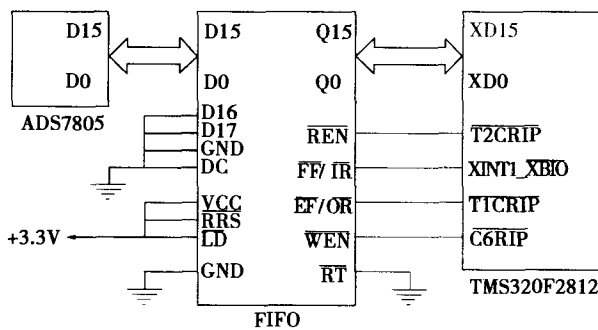 D15
D0
ADS7805
D15
D0
D16
D17
GND
DC
VCC
RRS
LD
GND
+3.3V
Q15
Q0
REN
FF/ IR
EF/OR
WEN
RT
FIFO
XD15
XD0
T2CRIP
XINT1_XBIO
T1CRIP
C6RIP
TMS320F2812